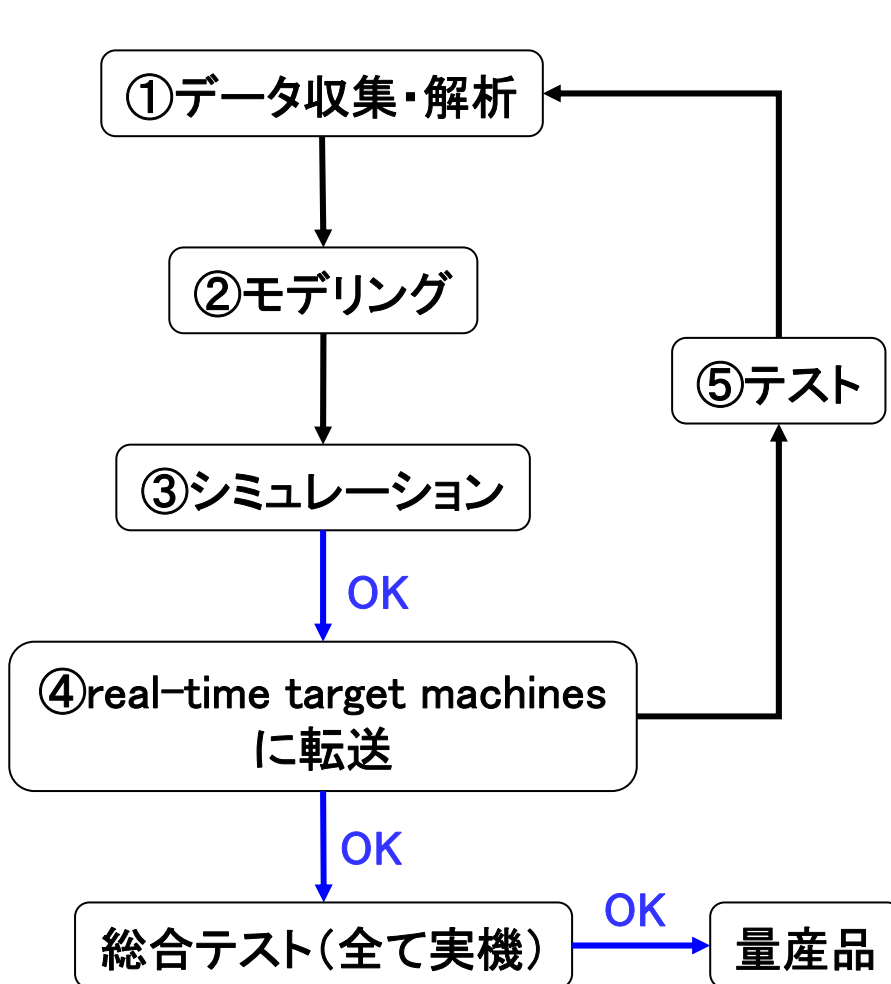 ①データ収集・解析
②モデリング
⑤テスト
③シミュレーション
OK
④real-time target machines
に転送
OK
総合テスト(全て実機)
OK
量産品